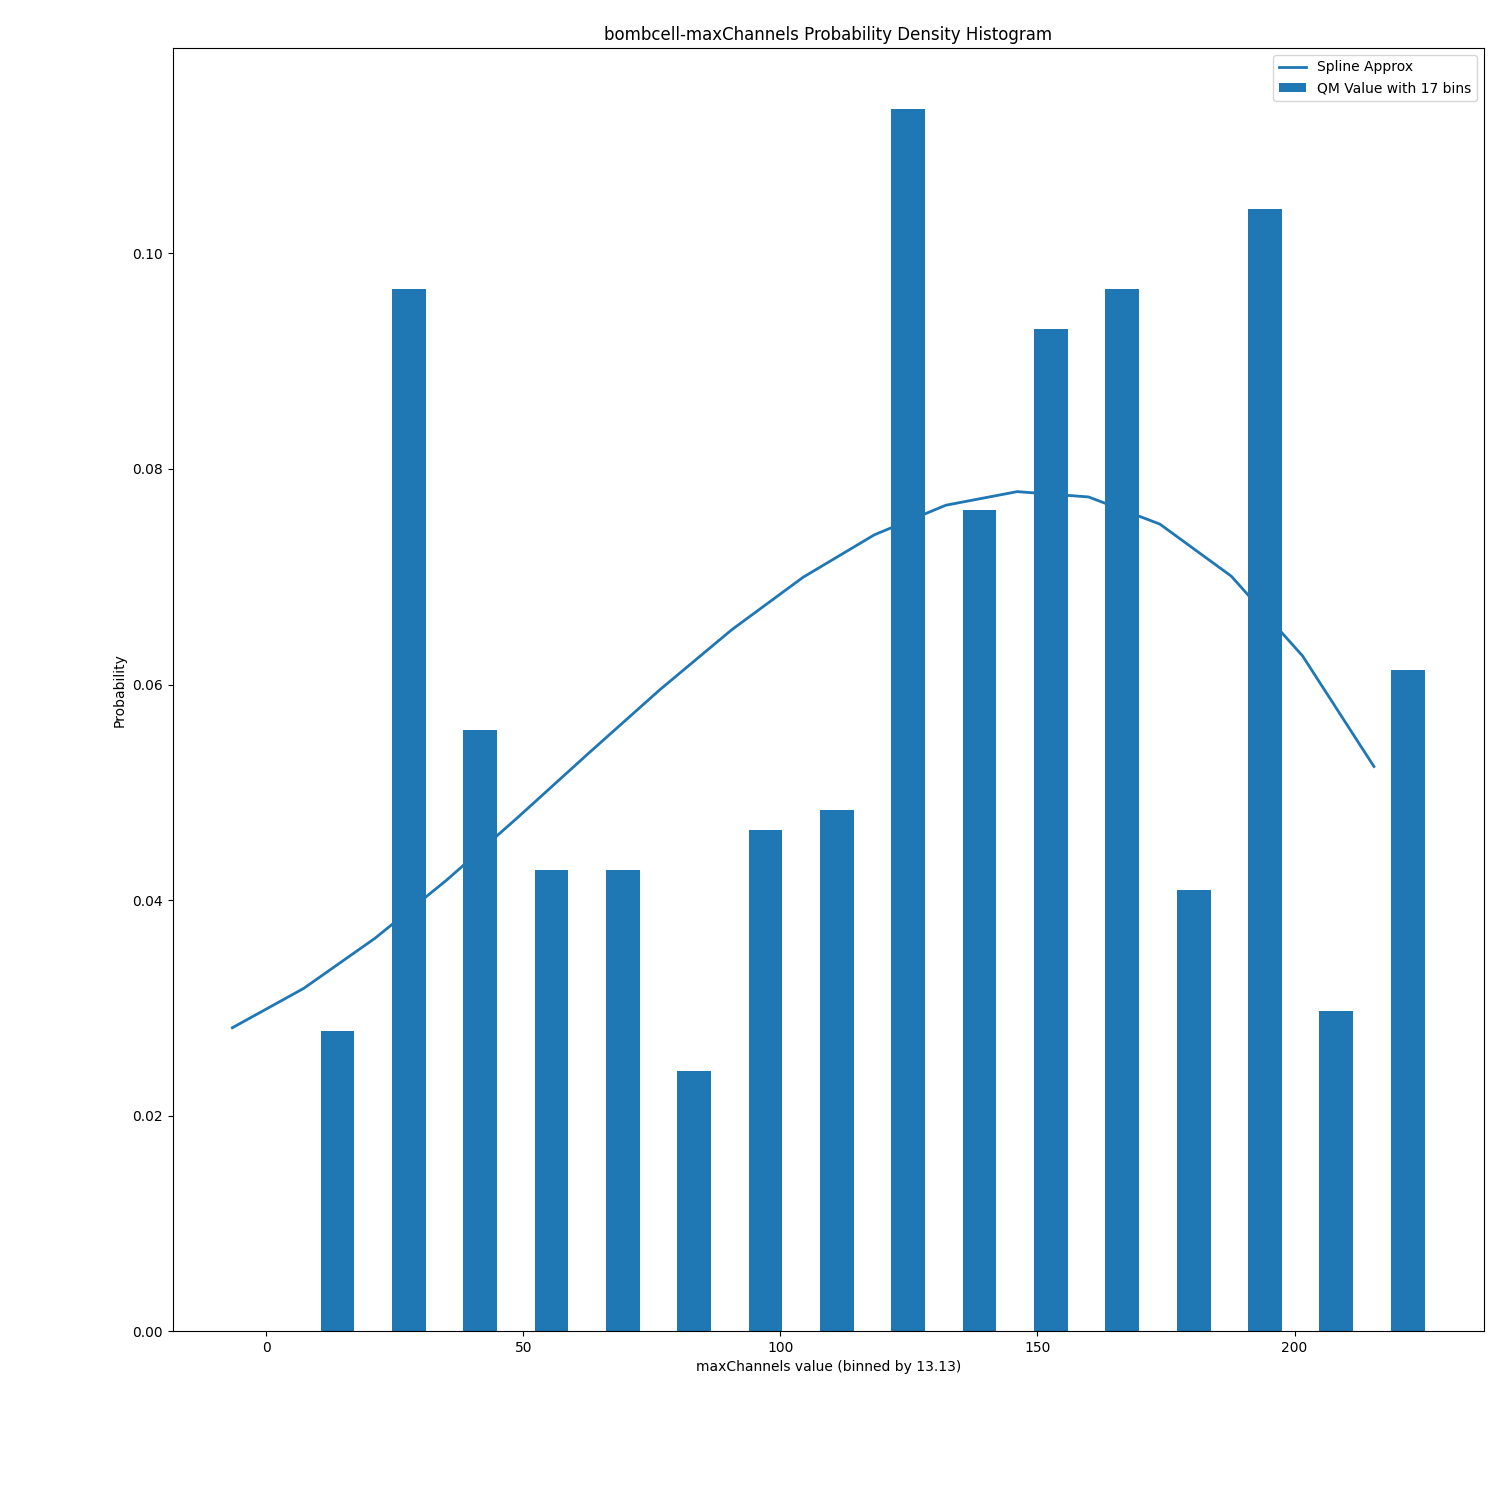 bombcell-maxChannels Probability Density Histogram
Spline Approx
QM Value with 17 bins
Probability
0.10
0.08
0.06
0.04
0.02
0.00
0 50 100 150 200
maxChannels value (binned by 13.13)